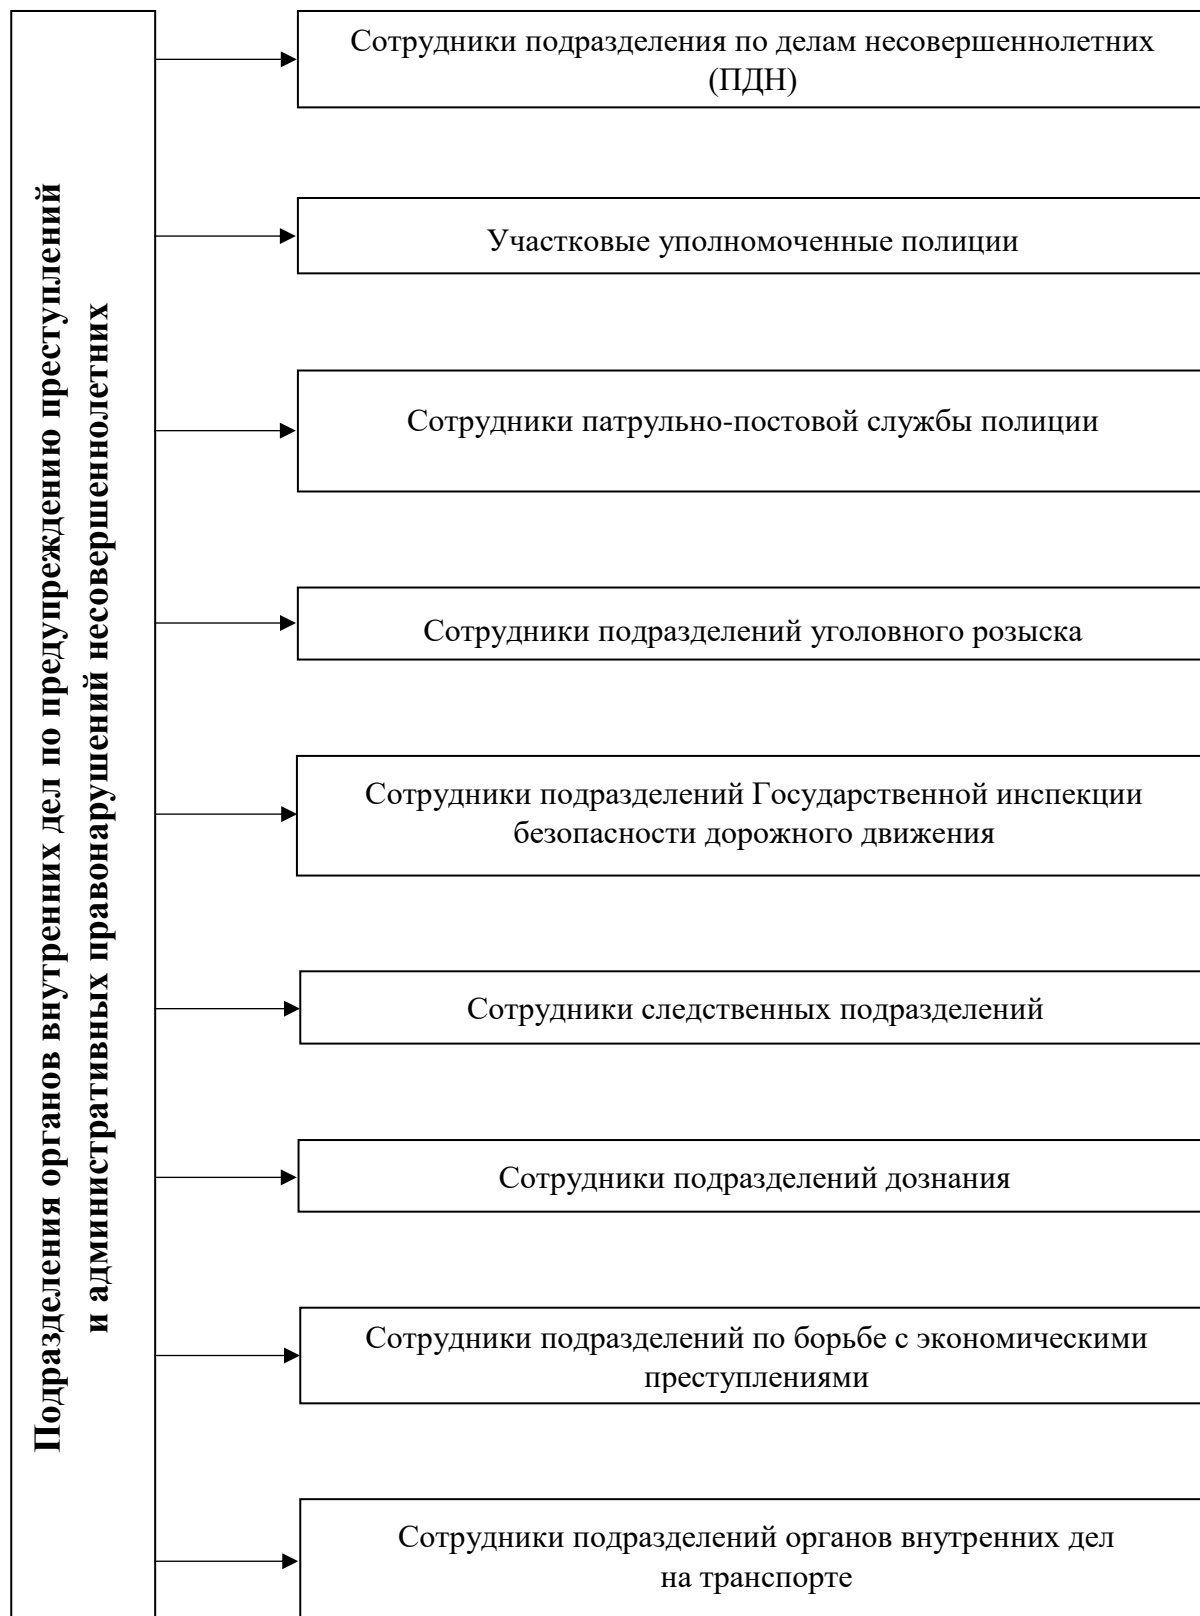 Подразделения органов внутренних дел по предупреждению преступлений
и административных правонарушений несовершеннолетних
Сотрудники подразделения по делам несовершеннолетних
(ПДН)
Участковые уполномоченные полиции
Сотрудники патрульно-постовой службы полиции
Сотрудники подразделений уголовного розыска
Сотрудники подразделений Государственной инспекции
безопасности дорожного движения
Сотрудники следственных подразделений
Сотрудники подразделений дознания
Сотрудники подразделений по борьбе с экономическими
преступлениями
Сотрудники подразделений органов внутренних дел
на транспорте